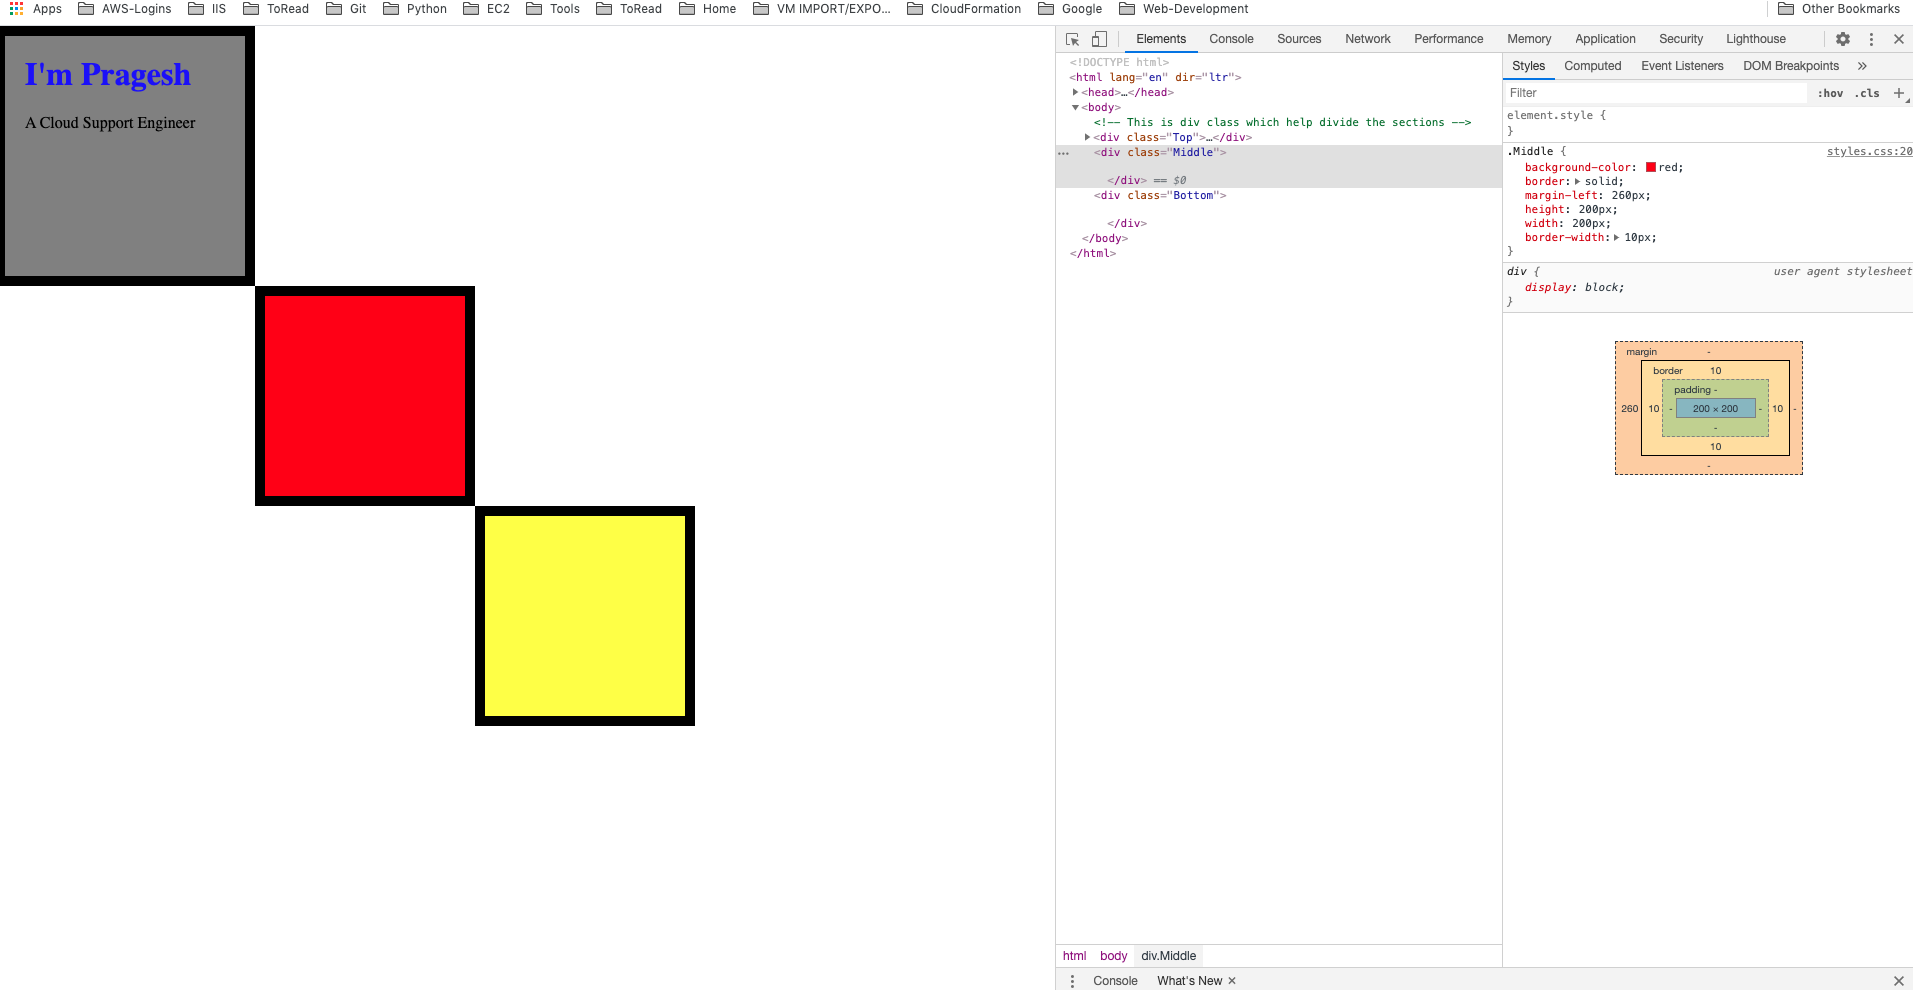 Apps AWS-Logins IIS ToRead Git Python EC2 Tools ToRead Home VM IMPORT/EXPO... CloudFormation Google Web-Development Other Bookmarks
I'm Pragesh
A Cloud Support Engineer
Elements Console Sources Network Performance Memory Application Security Lighthouse
<!DOCTYPE html>
<html lang="en" dir="ltr">
<head>…</head>
<body>
<!-- This is div class which help divide the sections -->
<div class="Top">…</div>
<div class="Middle">
</div> == $0
<div class="Bottom">
</div>
</body>
</html>
html body div.Middle
Styles Computed Event Listeners DOM Breakpoints »
Filter :hov .cls +
element.style {
}
.Middle { styles.css:20
background-color: red;
border: solid;
margin-left: 260px;
height: 200px;
width: 200px;
border-width: 10px;
}
div { user agent stylesheet
display: block;
}
margin -
border 10
padding -
260 10 - 200 × 200 - 10 -
-
10
-
Console What's New ×